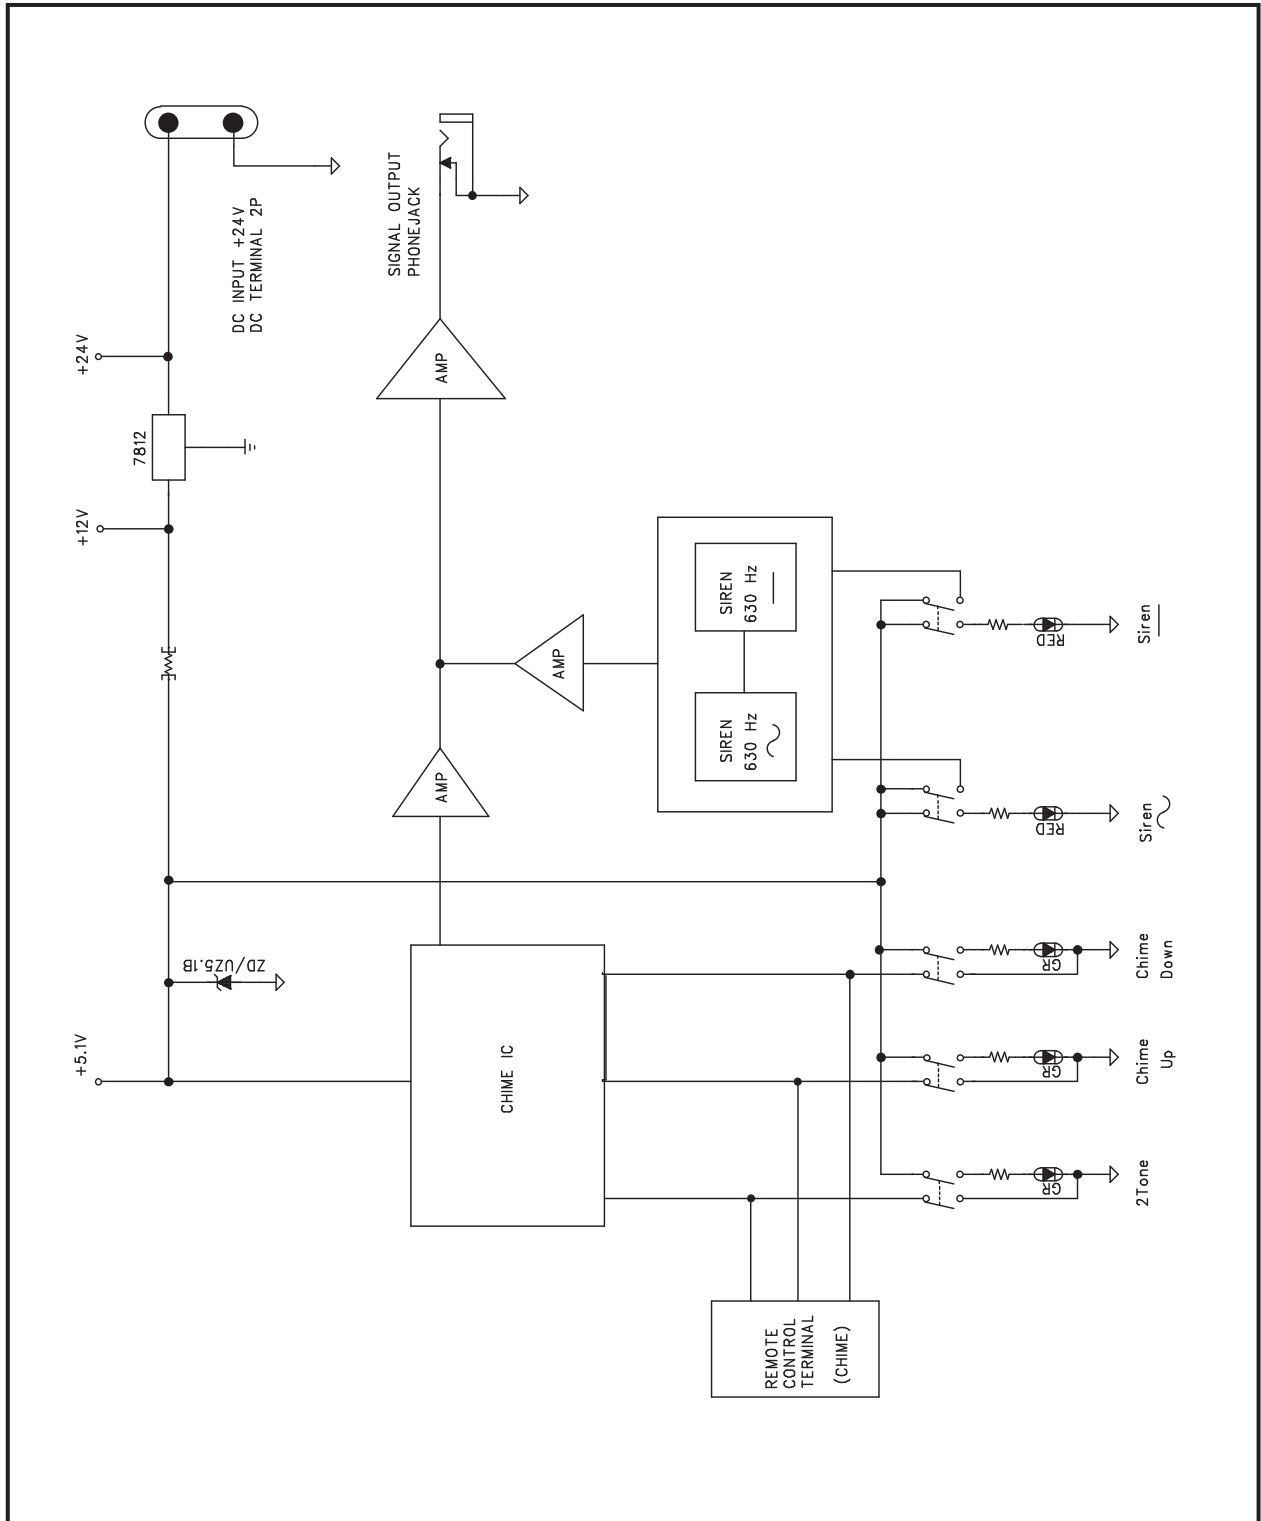 +5.1V
+12V
+24V
7812
ZD/UZ5.1B
DC INPUT +24V
DC TERMINAL 2P
SIGNAL OUTPUT
PHONEJACK
AMP
AMP
AMP
CHIME IC
SIREN
630 Hz
SIREN
630 Hz
REMOTE
CONTROL
TERMINAL
(CHIME)
GR
GR
GR
RED
RED
2Tone
Chime
Up
Chime
Down
Siren
Siren